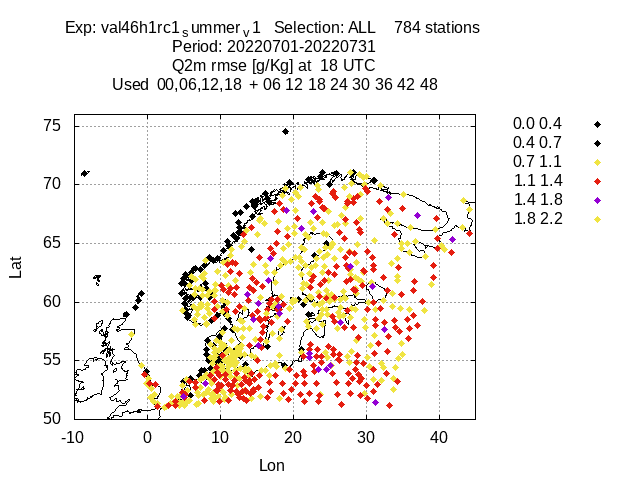 Exp: val46h1rc1summerv1 Selection: ALL 784 stations
Period: 20220701-20220731
Q2m rmse [g/Kg] at 18 UTC
Used 00,06,12,18 + 06 12 18 24 30 36 42 48
75
70
65
60
55
50
Lat
-10 0 10 20 30 40
Lon
0.0 0.4
0.4 0.7
0.7 1.1
1.1 1.4
1.4 1.8
1.8 2.2